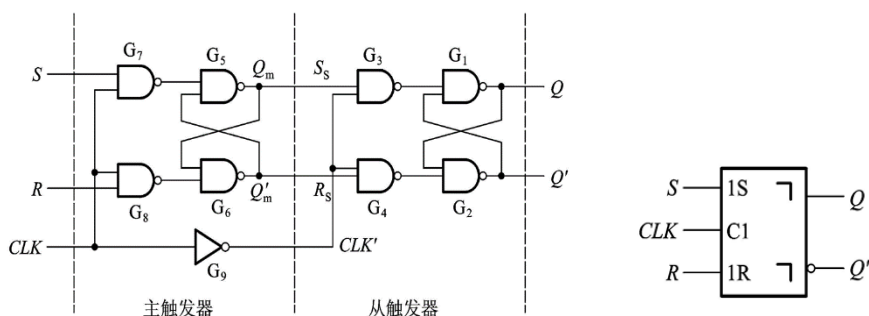 G7 G5 Qm SS G3 G1
S Q
R G8 G6 Q′m RS G4 G2 Q′
CLK G9 CLK′
主触发器 从触发器
S 1S ┐ Q
CLK C1
R 1R ┐ Q′